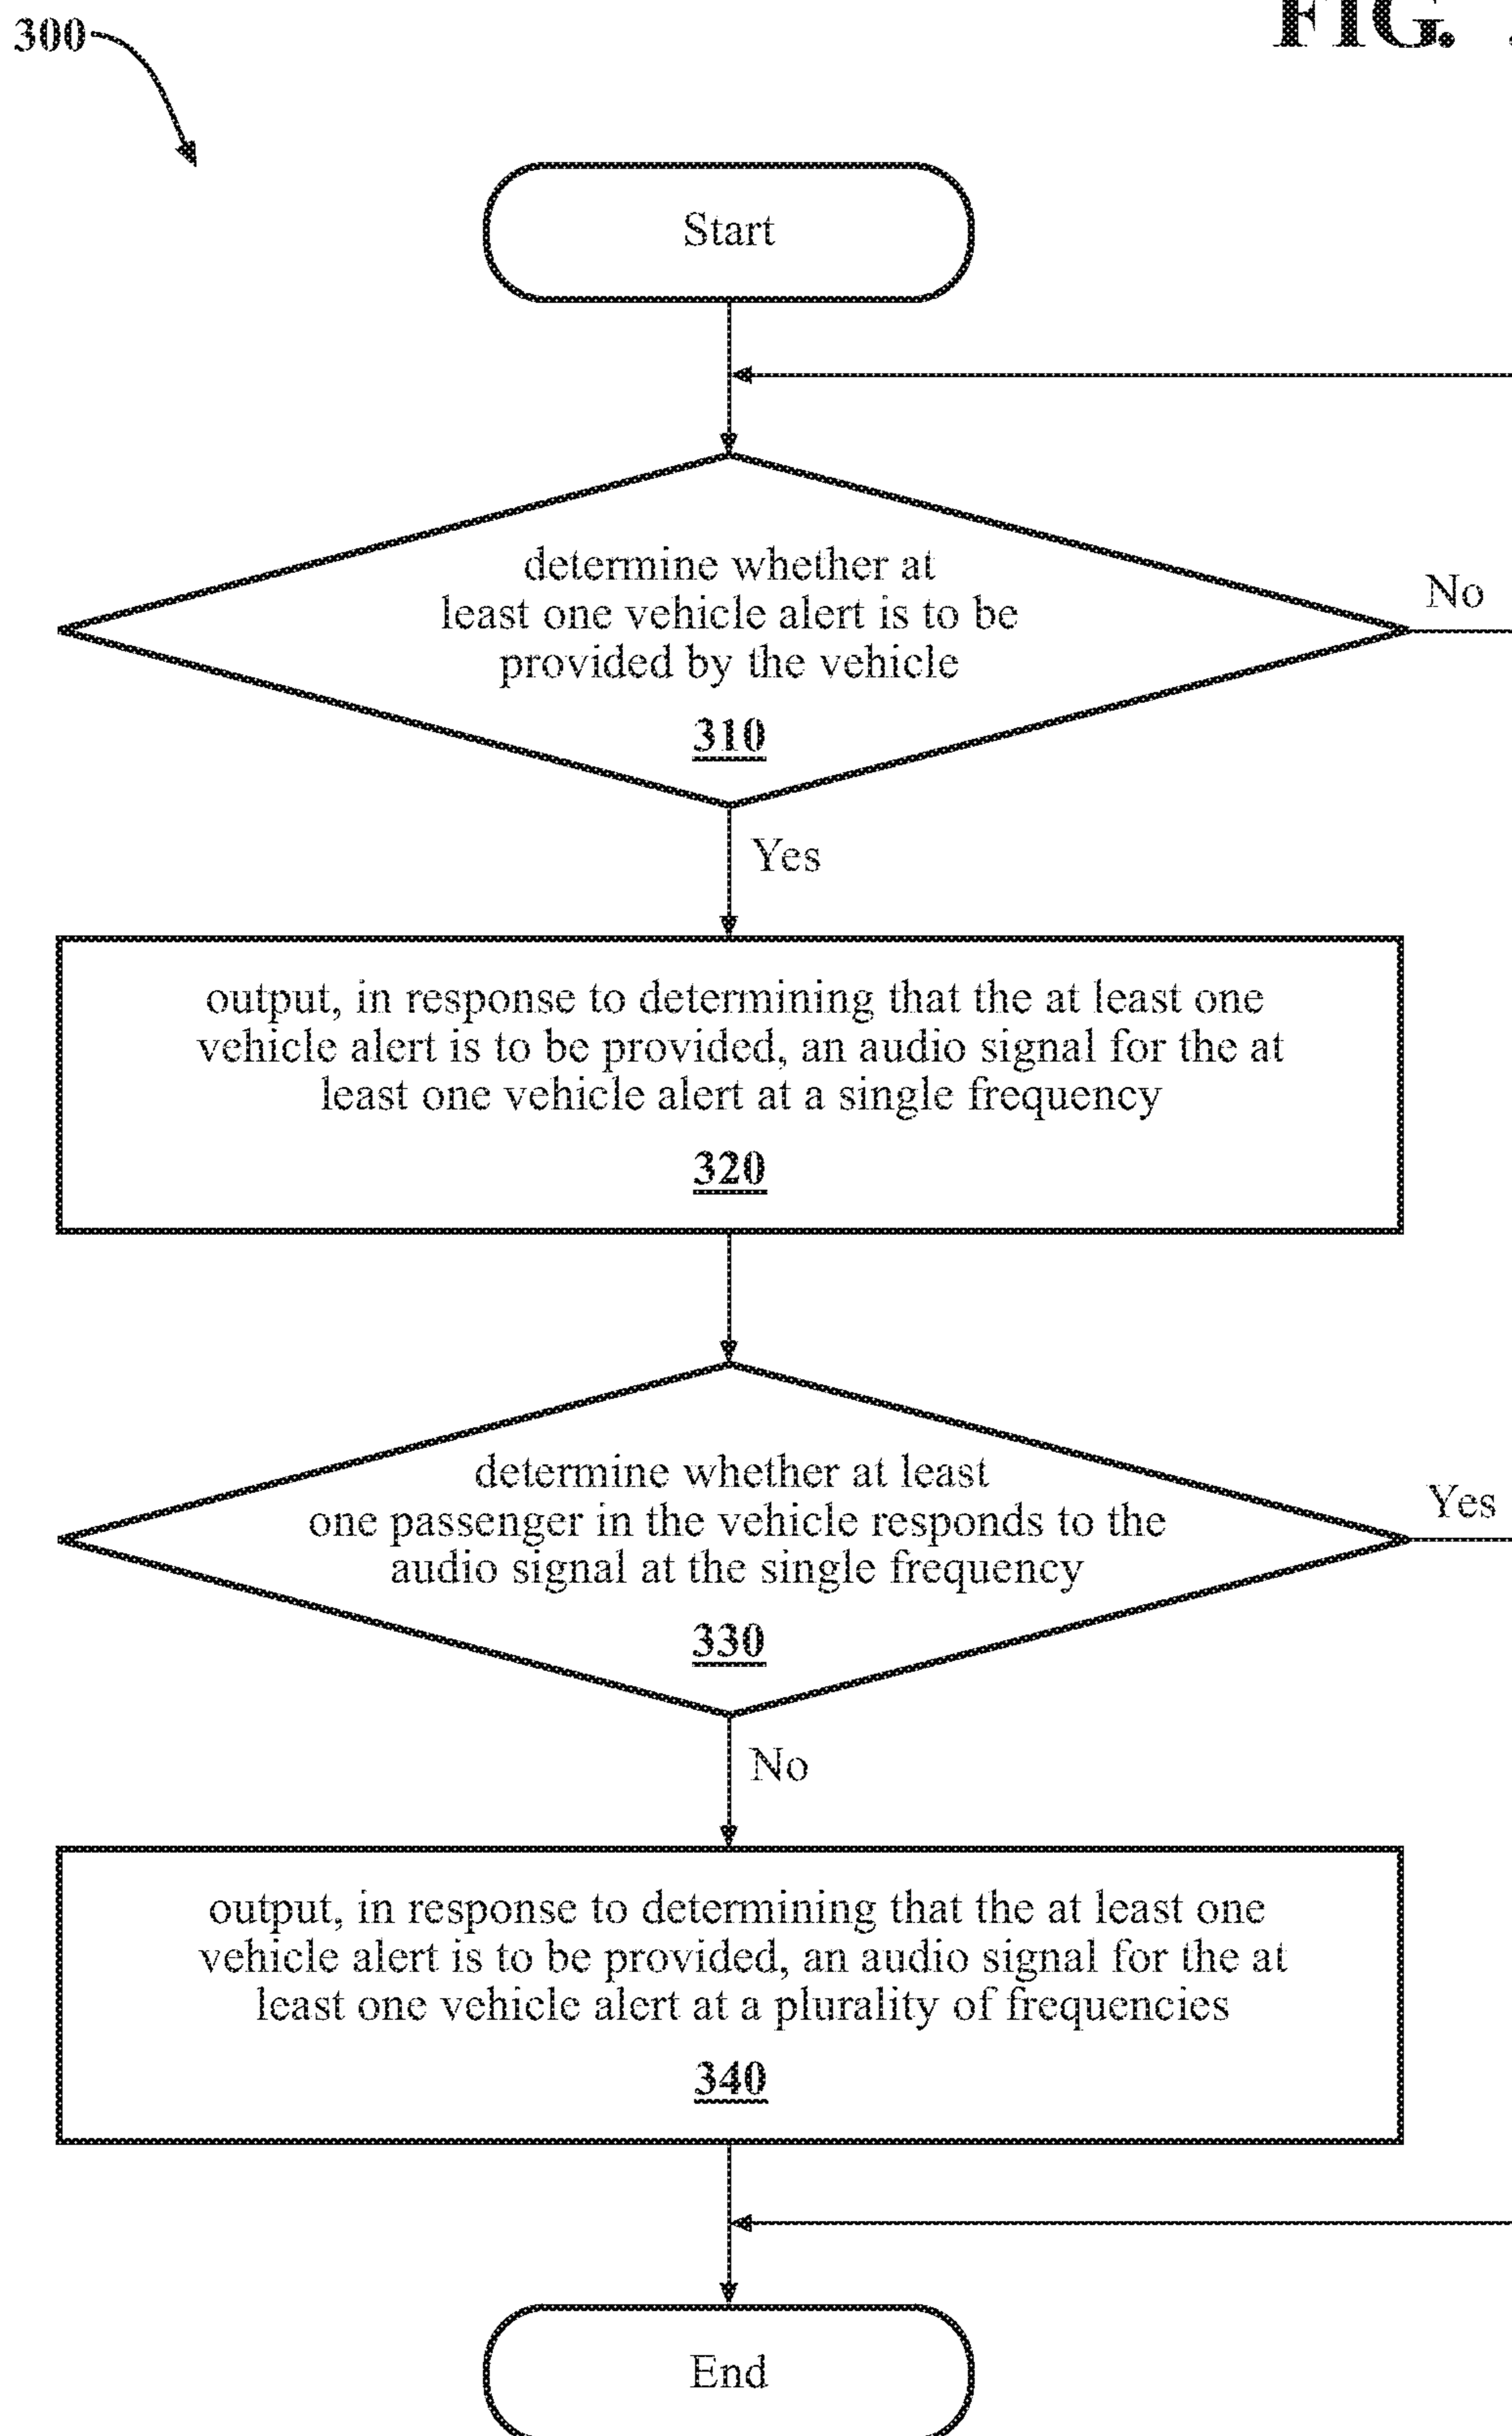 300
FIG.
Start
determine whether at
least one vehicle alert is to be
provided by the vehicle
310
No
Yes
output, in response to determining that the at least one
vehicle alert is to be provided, an audio signal for the at
least one vehicle alert at a single frequency
320
determine whether at least
one passenger in the vehicle responds to the
audio signal at the single frequency
330
Yes
No
output, in response to determining that the at least one
vehicle alert is to be provided, an audio signal for the at
least one vehicle alert at a plurality of frequencies
340
End